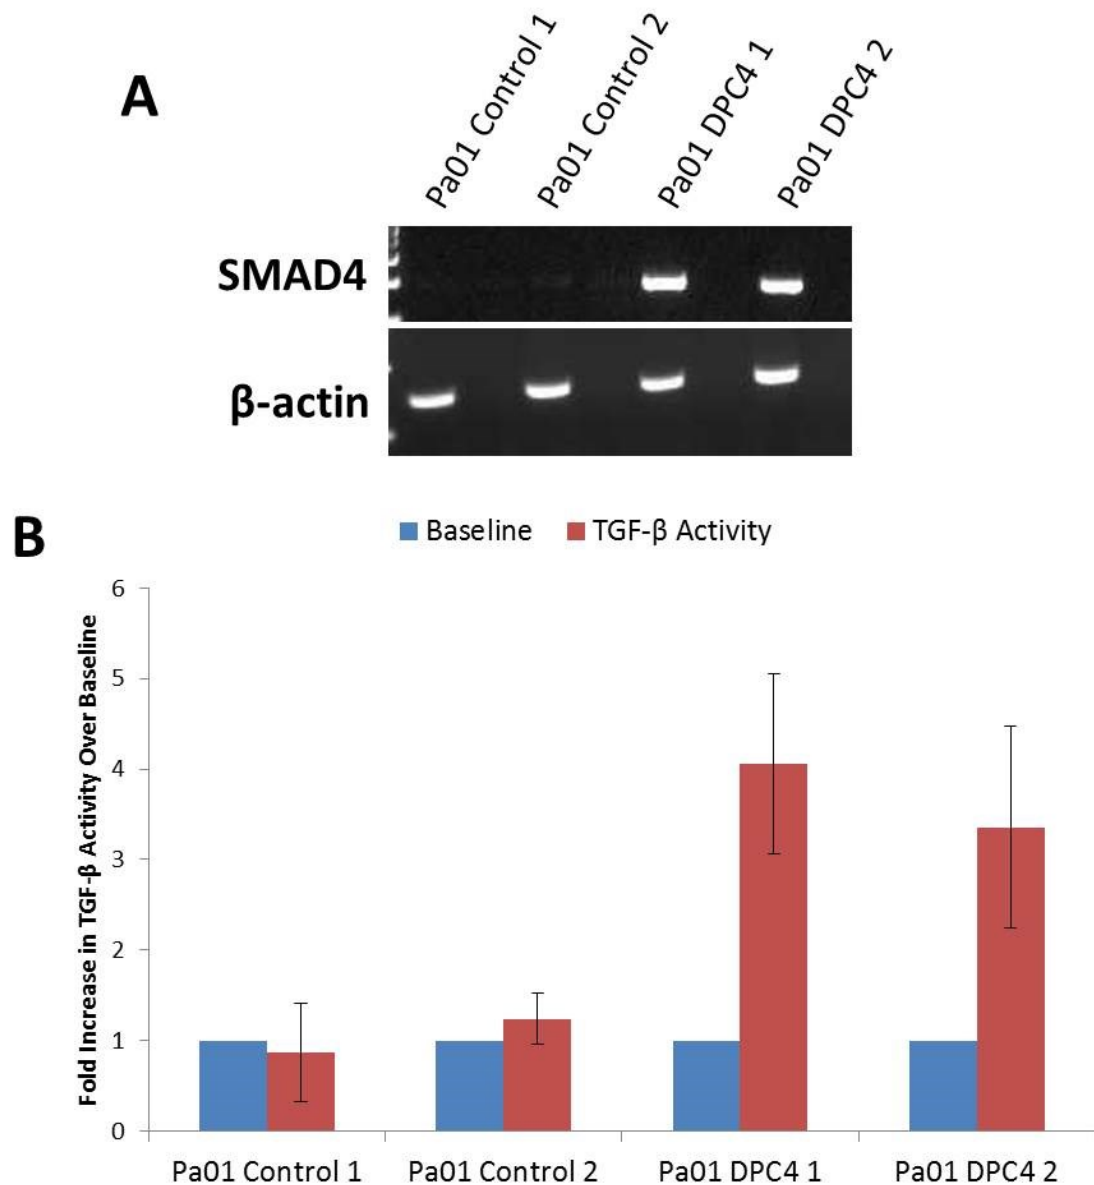 A
Pa01 Control 1
Pa01 Control 2
Pa01 DPC4 1
Pa01 DPC4 2
SMAD4
β-actin
B
Baseline
TGF-β Activity
Fold Increase in TGF-β Activity Over Baseline
6
5
4
3
2
1
0
Pa01 Control 1
Pa01 Control 2
Pa01 DPC4 1
Pa01 DPC4 2